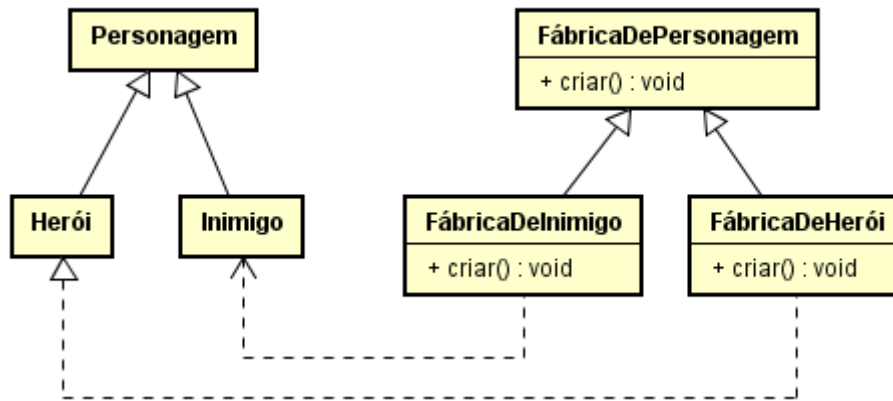 Personagem
FábricaDePersonagem
+ criar() : void
Herói
Inimigo
FábricaDeInimigo
+ criar() : void
FábricaDeHerói
+ criar() : void